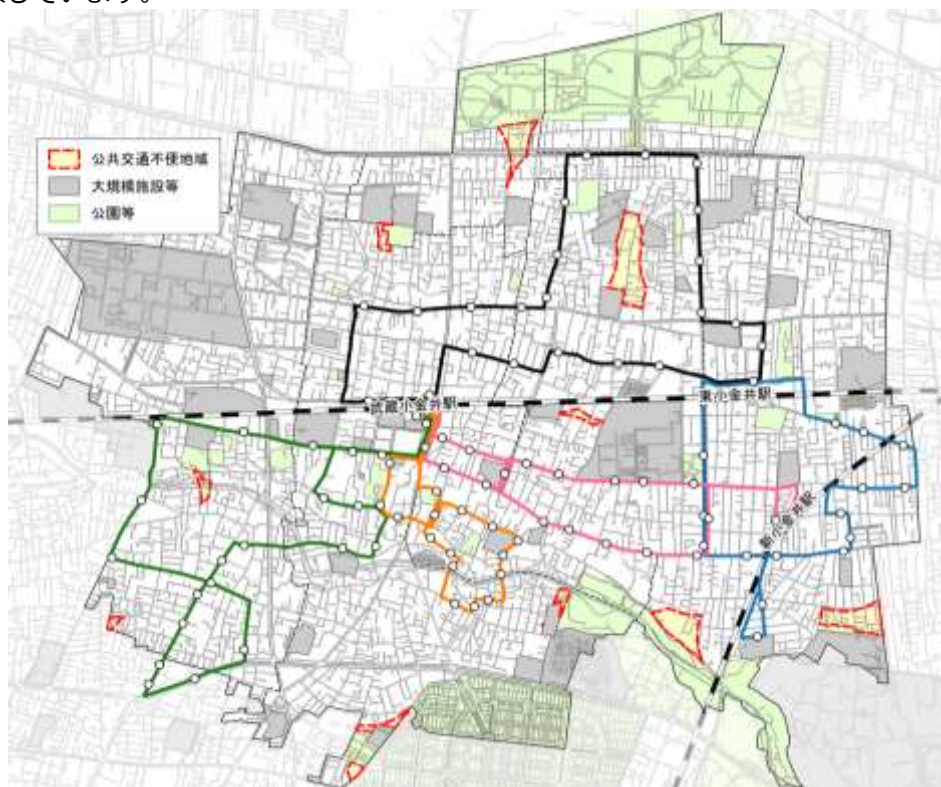 公共交通不便地域
大規模施設等
公園等
武蔵小金井駅
東小金井駅
新小金井駅